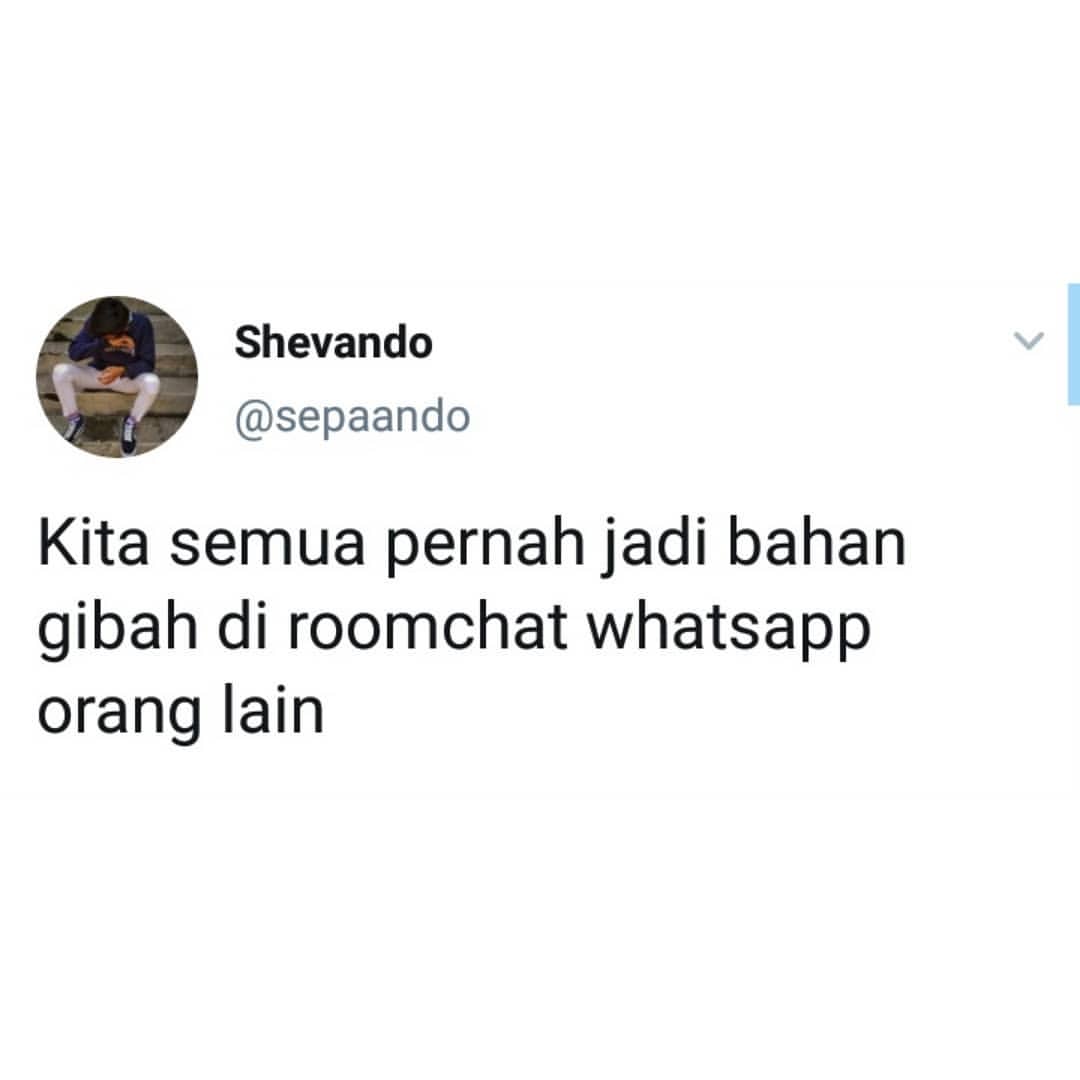 Shevando
@sepaando
Kita semua pernah jadi bahan
gibah di roomchat whatsapp
orang lain